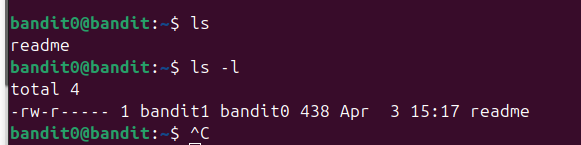 bandit0@bandit:~$ ls
readme
bandit0@bandit:~$ ls -l
total 4
-rw-r----- 1 bandit1 bandit0 438 Apr  3 15:17 readme
bandit0@bandit:~$ ^C